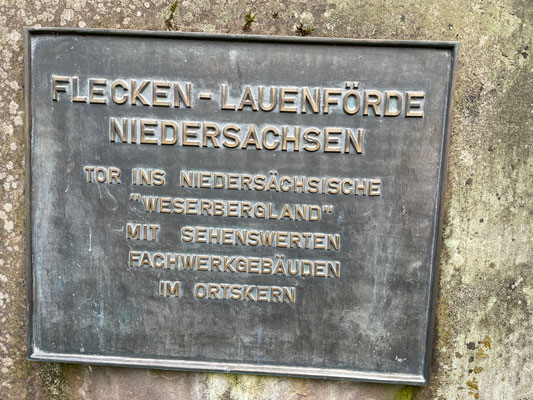 FLECKEN - LAUENFÖRDE
NIEDERSACHSEN
TOR INS NIEDERSÄCHSISCHE
"WESERBERGLAND"
MIT SEHENSWERTEN
FACHWERKGEBÄUDEN
IM ORTSKERN